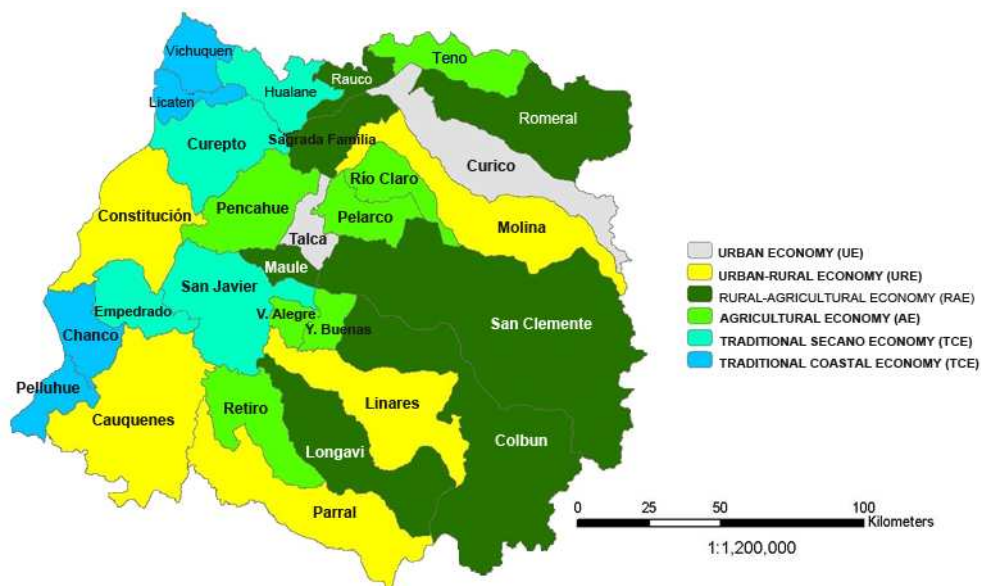 Vichuquen
Teno
Rauco
Hualane
Licaten
Romeral
Sagrada Familia
Curepto
Curico
Río Claro
Pencahue
Constitución
Pelarco
Molina
Talca
Maule
San Javier
Empedrado
V. Alegre
Y. Buenas
San Clemente
Chanco
Pelluhue
Cauquenes
Retiro
Linares
Longavi
Colbun
Parral
URBAN ECONOMY (UE)
URBAN-RURAL ECONOMY (URE)
RURAL-AGRICULTURAL ECONOMY (RAE)
AGRICULTURAL ECONOMY (AE)
TRADITIONAL SECANO ECONOMY (TCE)
TRADITIONAL COASTAL ECONOMY (TCE)
0 25 50 100
Kilometers
1:1,200,000